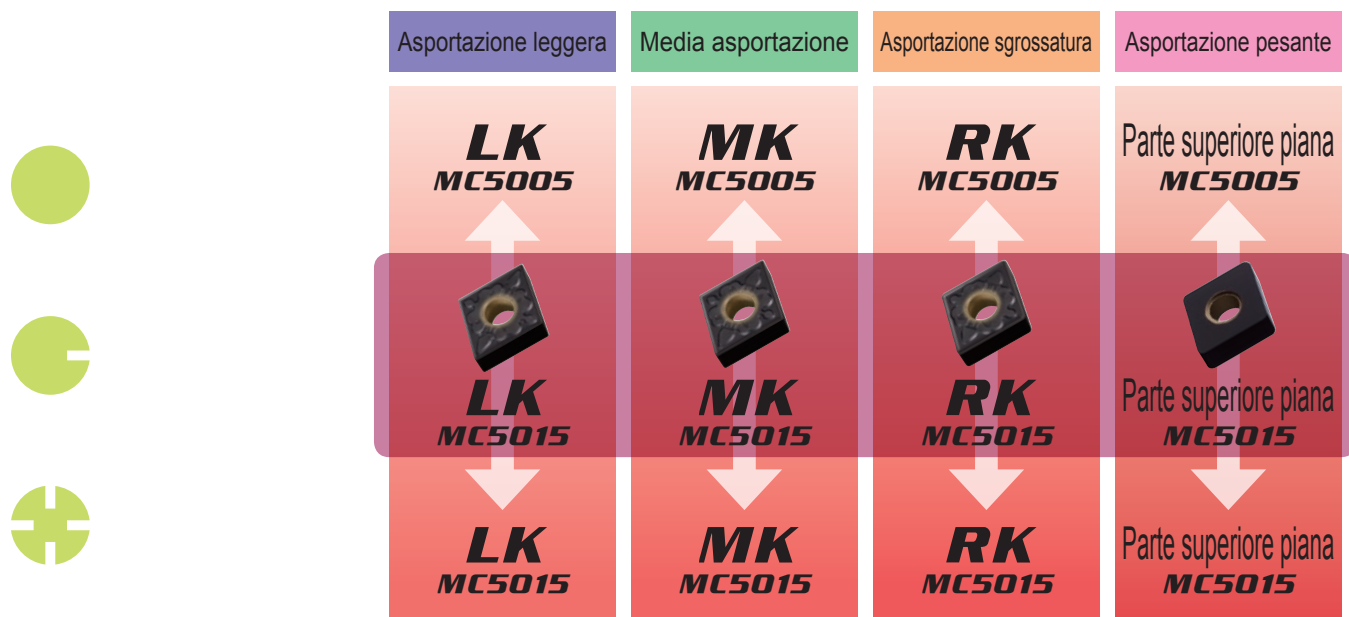 Asportazione leggera
Media asportazione
Asportazione sgrossatura
Asportazione pesante
LK
MC5005
MK
MC5005
RK
MC5005
Parte superiore piana
MC5005
LK
MC5015
MK
MC5015
RK
MC5015
Parte superiore piana
MC5015
LK
MC5015
MK
MC5015
RK
MC5015
Parte superiore piana
MC5015